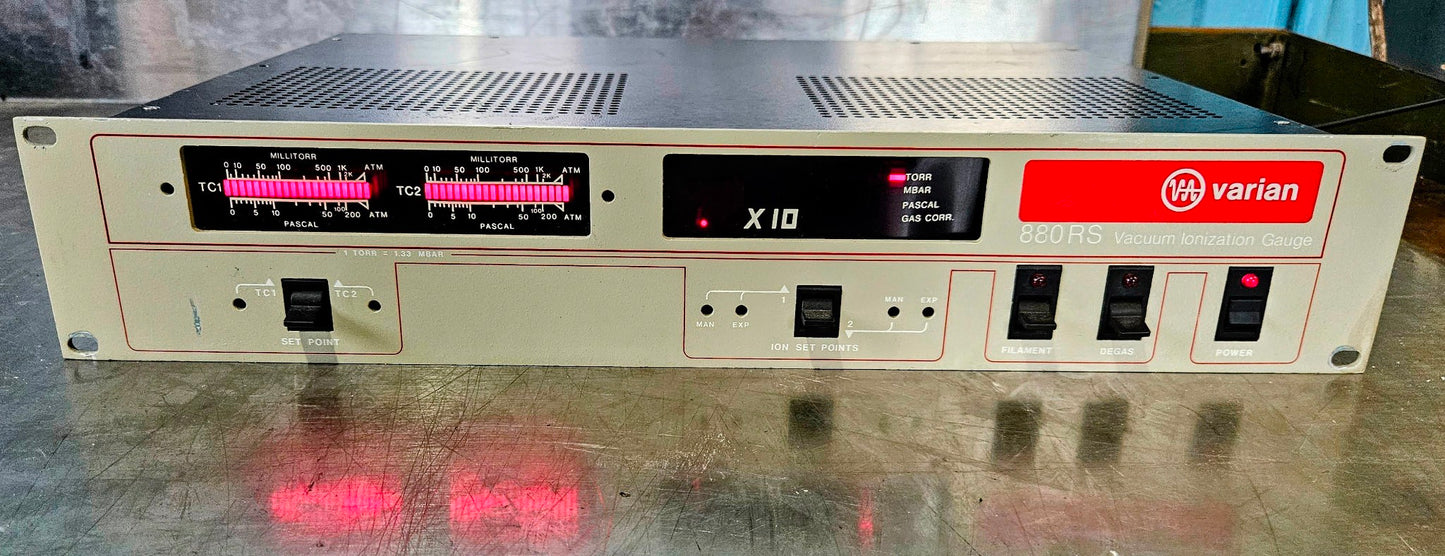 MILLITORR
0 10 50 100 500 1K 2K ATM
TC1
0 5 10 50 100 200 ATM
PASCAL
MILLITORR
0 10 50 100 500 1K 2K ATM
TC2
0 5 10 50 100 200 ATM
PASCAL
X 10
TORR
MBAR
PASCAL
GAS CORR.
varian
880RS Vacuum Ionization Gauge
1 TORR = 1.33 MBAR
TC1 TC2
SET POINT
MAN EXP
1
2
MAN EXP
ION SET POINTS
FILAMENT
DEGAS
POWER